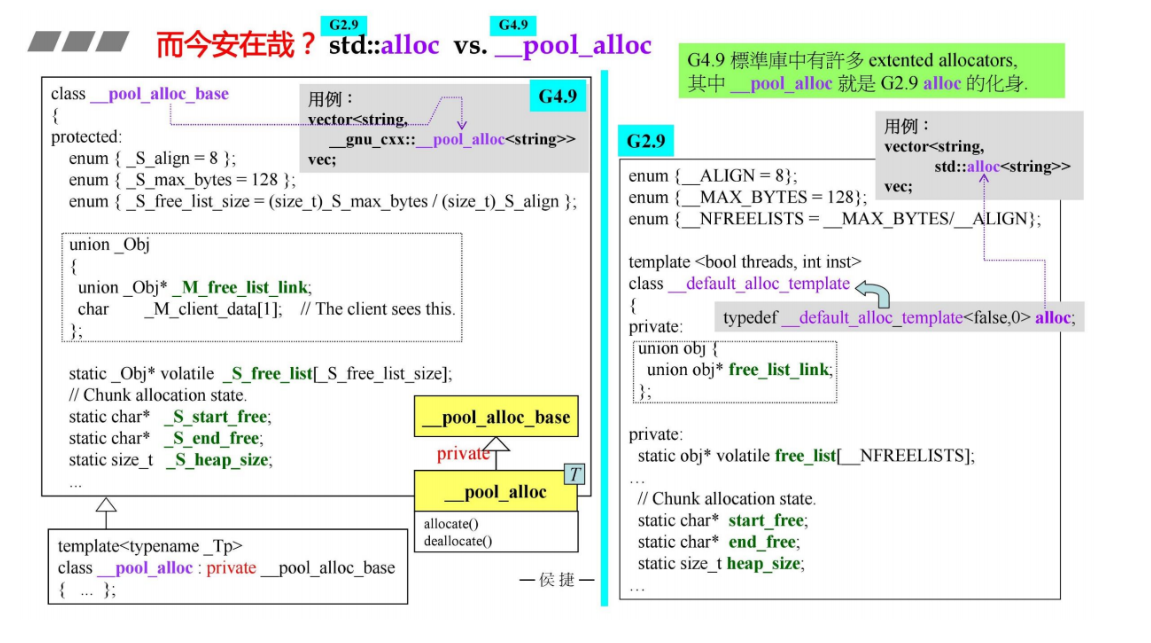 而今安在哉？
G2.9
std::alloc vs.
G4.9
__pool_alloc
G4.9 標準庫中有許多 extented allocators,
其中 __pool_alloc 就是 G2.9 alloc 的化身.
G4.9
class __pool_alloc_base
{
protected:
enum { _S_align = 8 };
enum { _S_max_bytes = 128 };
enum { _S_free_list_size = (size_t)_S_max_bytes / (size_t)_S_align };
用例：
vector<string,
__gnu_cxx::__pool_alloc<string>>
vec;
union _Obj
{
union _Obj* _M_free_list_link;
char _M_client_data[1]; // The client sees this.
};
static _Obj* volatile _S_free_list[_S_free_list_size];
// Chunk allocation state.
static char* _S_start_free;
static char* _S_end_free;
static size_t _S_heap_size;
...
template<typename _Tp>
class __pool_alloc : private __pool_alloc_base
{ ... };
__pool_alloc_base
private
T
__pool_alloc
allocate()
deallocate()
—侯捷—
G2.9
用例：
vector<string,
std::alloc<string>>
vec;
enum {__ALIGN = 8};
enum {__MAX_BYTES = 128};
enum {__NFREELISTS = __MAX_BYTES/__ALIGN};
template <bool threads, int inst>
class __default_alloc_template
{
typedef __default_alloc_template<false,0> alloc;
private:
union obj {
union obj* free_list_link;
};
private:
static obj* volatile free_list[__NFREELISTS];
...
// Chunk allocation state.
static char* start_free;
static char* end_free;
static size_t heap_size;
...